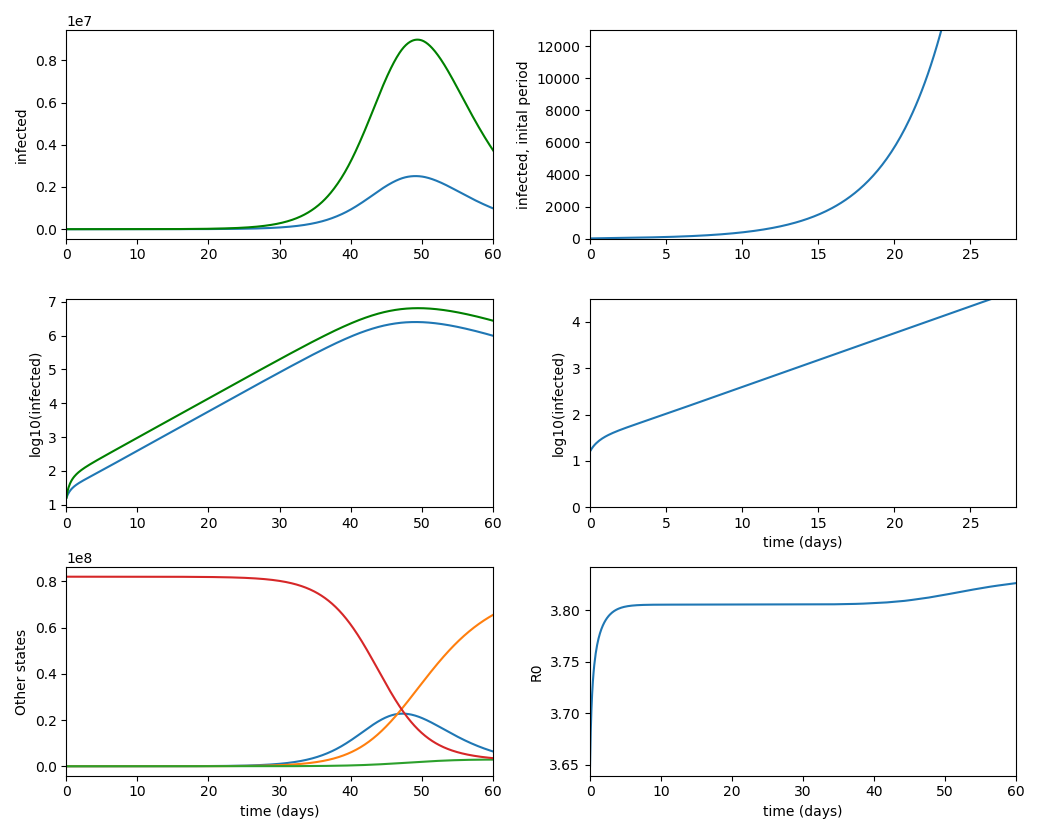 1e7
infected
0.8
0.6
0.4
0.2
0.0
0 10 20 30 40 50 60
infected, inital period
12000
10000
8000
6000
4000
2000
0
0 5 10 15 20 25
log10(infected)
7
6
5
4
3
2
1
0 10 20 30 40 50 60
log10(infected)
4
3
2
1
0
0 5 10 15 20 25
time (days)
1e8
Other states
0.8
0.6
0.4
0.2
0.0
0 10 20 30 40 50 60
time (days)
R0
3.80
3.75
3.70
3.65
0 10 20 30 40 50 60
time (days)